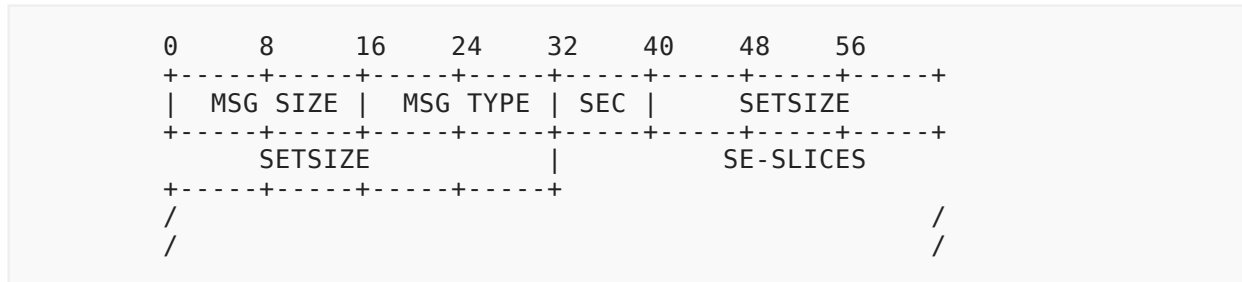 0     8     16    24    32    40    48    56
+-----+-----+-----+-----+-----+-----+-----+-----+
|  MSG SIZE |  MSG TYPE | SEC |     SETSIZE
+-----+-----+-----+-----+-----+-----+-----+-----+
      SETSIZE           |          SE-SLICES
+-----+-----+-----+-----+
/                                               /
/                                               /